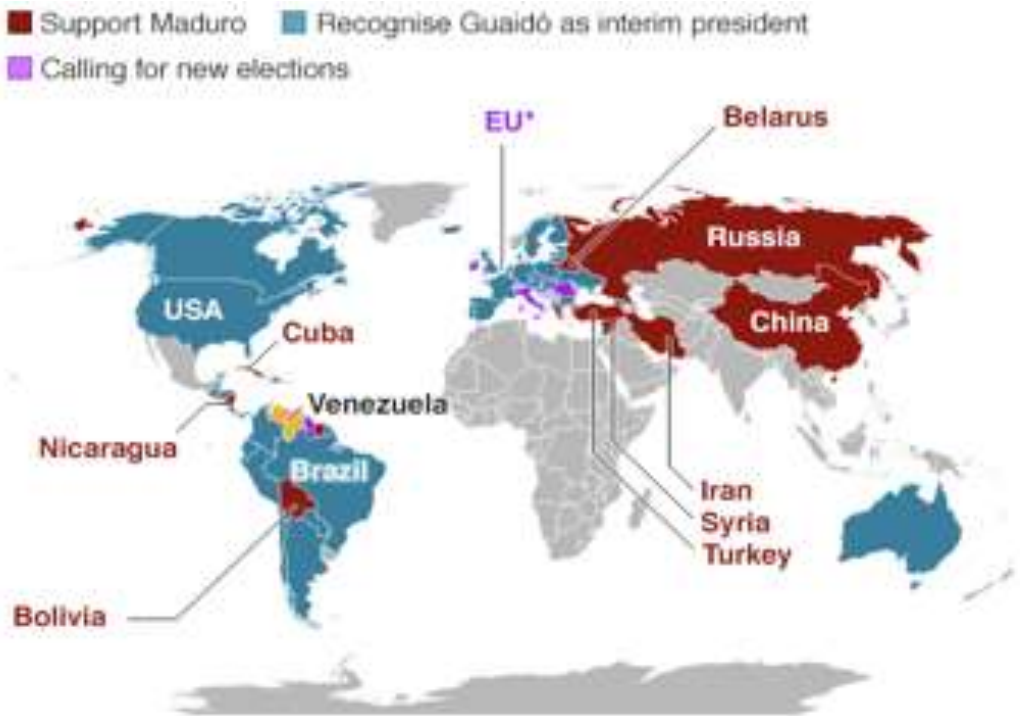 Support Maduro
Recognise Guaidó as interim president
Calling for new elections
EU*
Belarus
Russia
USA
China
Cuba
Venezuela
Nicaragua
Brazil
Iran
Syria
Turkey
Bolivia